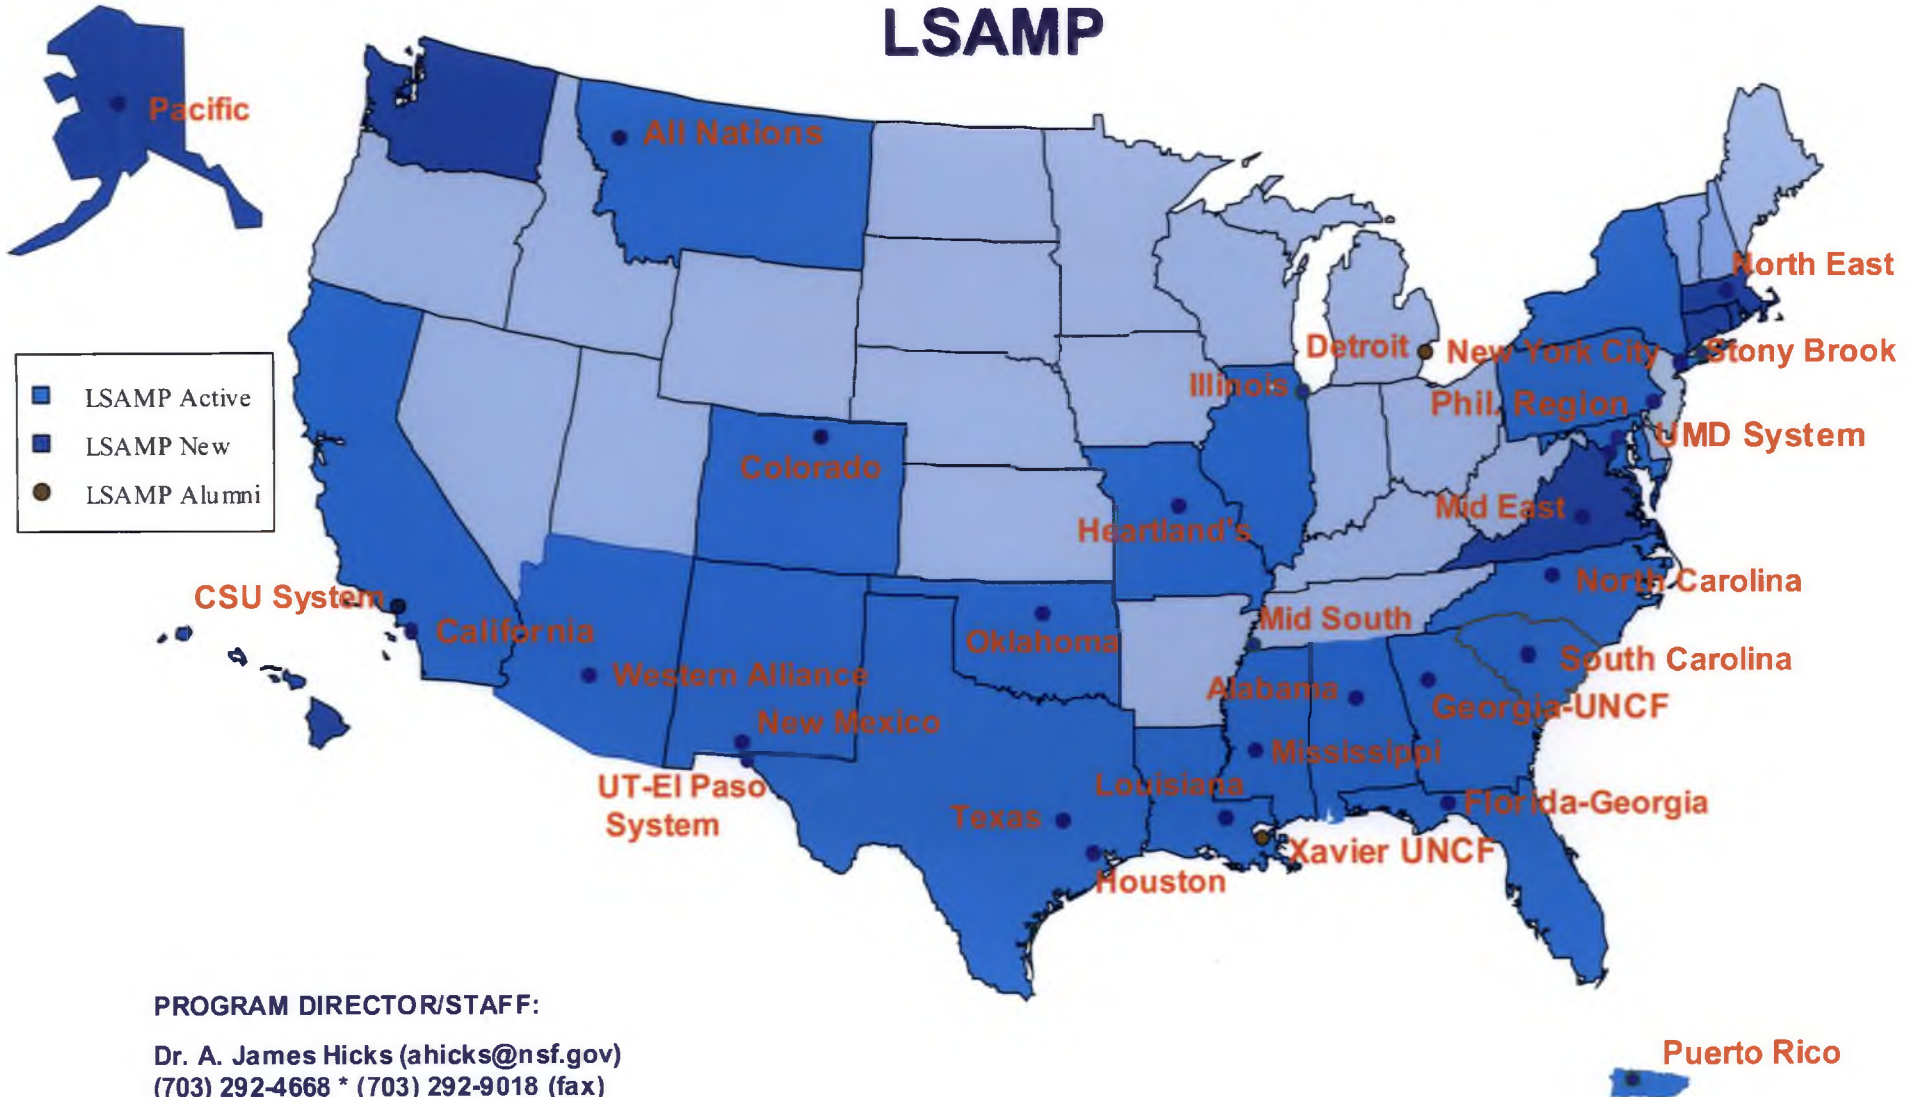 LSAMP
Pacific
All Nations
North East
Detroit
New York City
Stony Brook
Illinois
Phil. Region
UMD System
LSAMP Active
LSAMP New
LSAMP Alumni
Colorado
Heartland's
Mid East
CSU System
California
North Carolina
Mid South
Oklahoma
South Carolina
Western Alliance
Alabama
Georgia-UNCF
New Mexico
Mississippi
UT-El Paso
System
Louisiana
Texas
Florida-Georgia
Xavier UNCF
Houston
PROGRAM DIRECTOR/STAFF:
Dr. A. James Hicks (ahicks@nsf.gov)
(703) 292-4668 * (703) 292-9018 (fax)
Puerto Rico